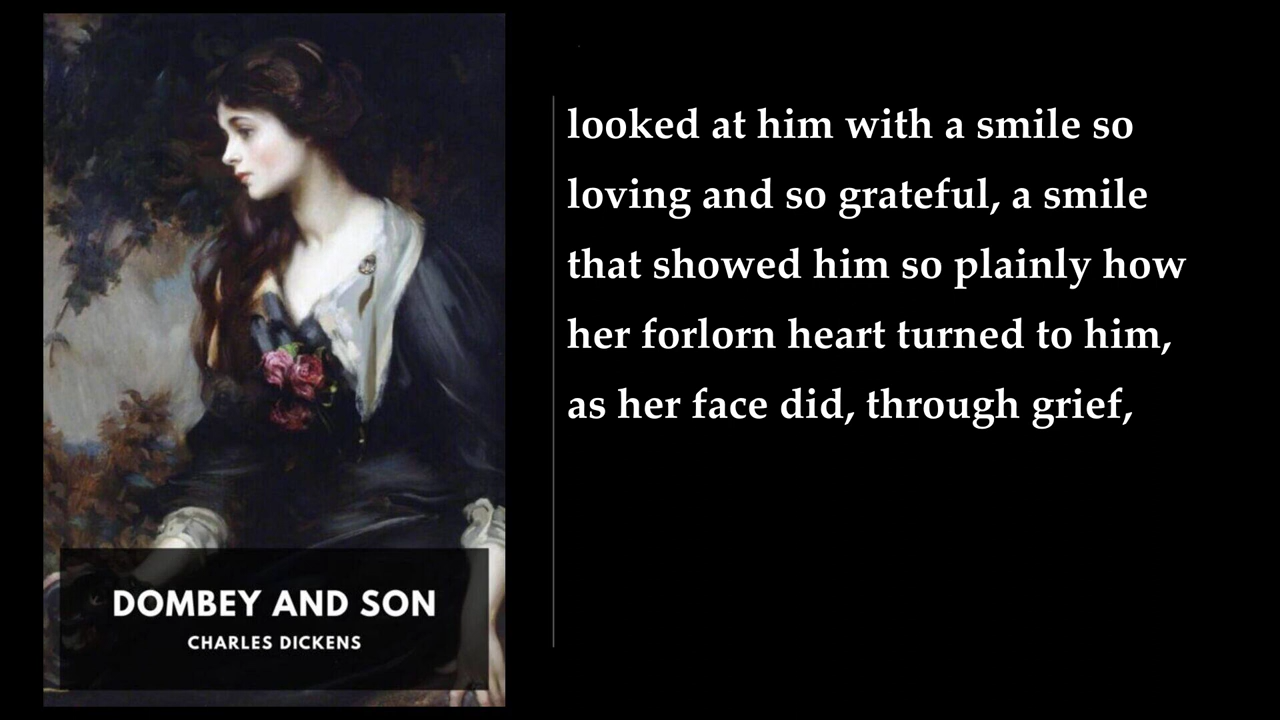 looked at him with a smile so
loving and so grateful, a smile
that showed him so plainly how
her forlorn heart turned to him,
as her face did, through grief,
DOMBEY AND SON
CHARLES DICKENS